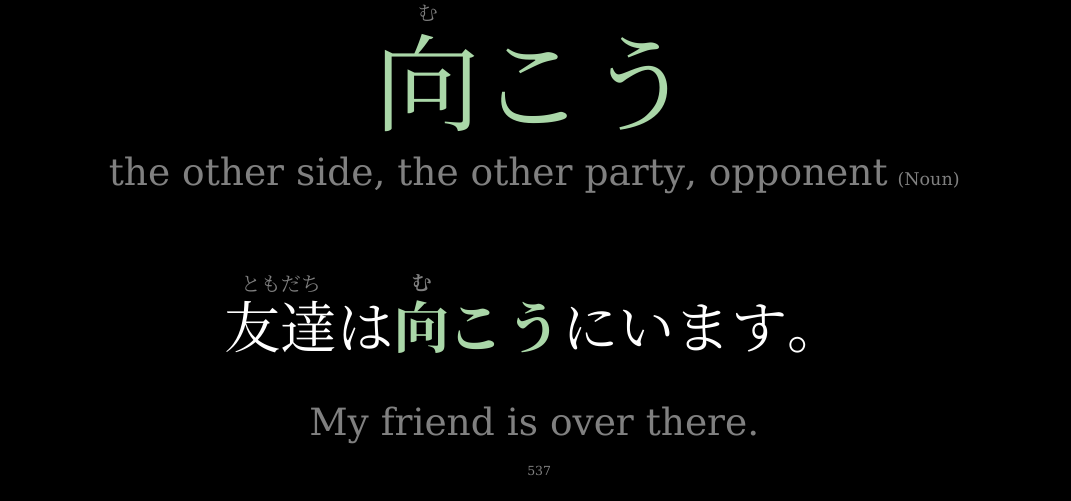 む
向こう
the other side, the other party, opponent (Noun)
ともだち む
友達は向こうにいます。
My friend is over there.
537